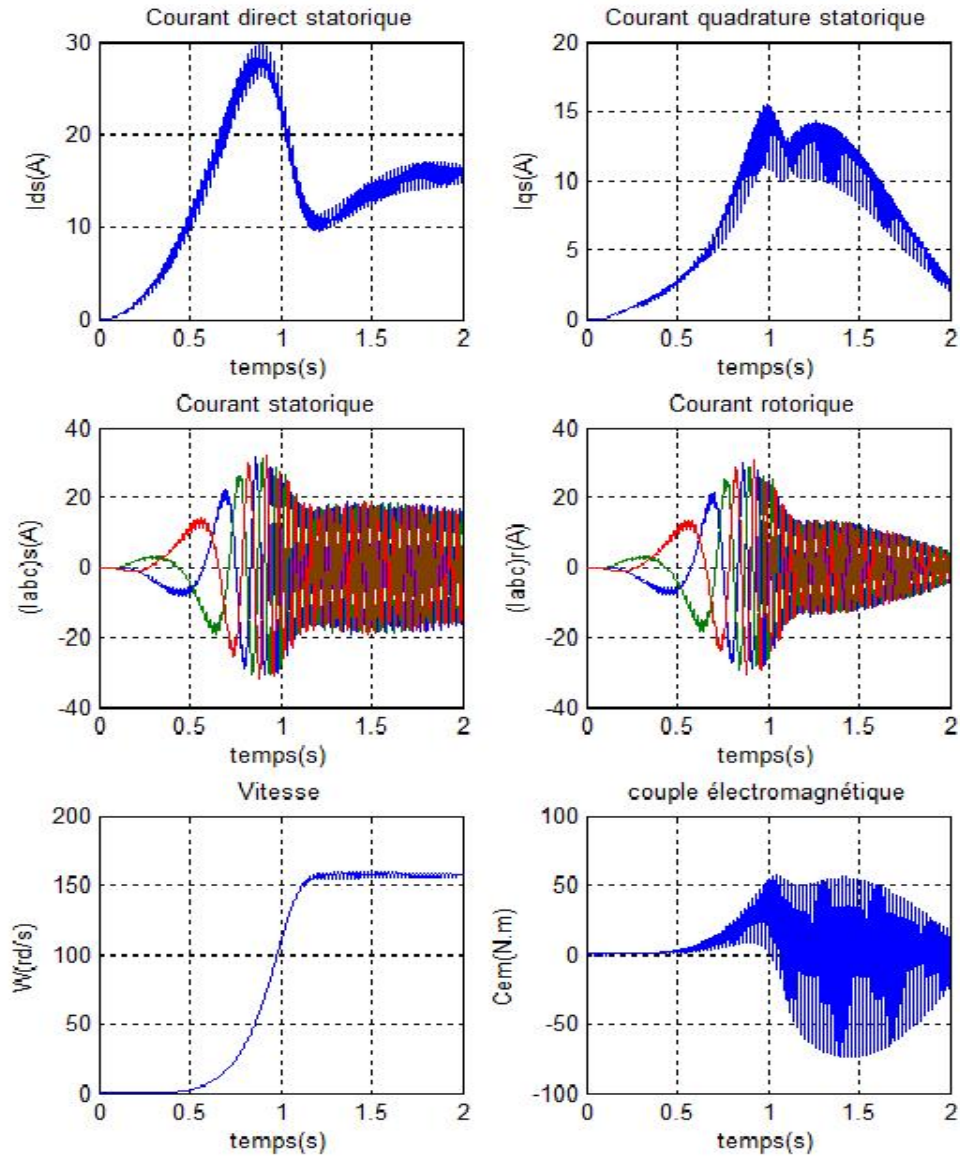 Courant direct statorique
30
20
10
0
Ids(A)
0 0.5 1 1.5 2
temps(s)
Courant quadrature statorique
20
15
10
5
0
Iqs(A)
0 0.5 1 1.5 2
temps(s)
Courant statorique
40
20
0
-20
-40
(Iabc)s(A)
0 0.5 1 1.5 2
temps(s)
Courant rotorique
40
20
0
-20
-40
(Iabc)r(A)
0 0.5 1 1.5 2
temps(s)
Vitesse
200
150
100
50
0
W(rd/s)
0 0.5 1 1.5 2
temps(s)
couple électromagnétique
100
50
0
-50
-100
Cem(N.m)
0 0.5 1 1.5 2
temps(s)